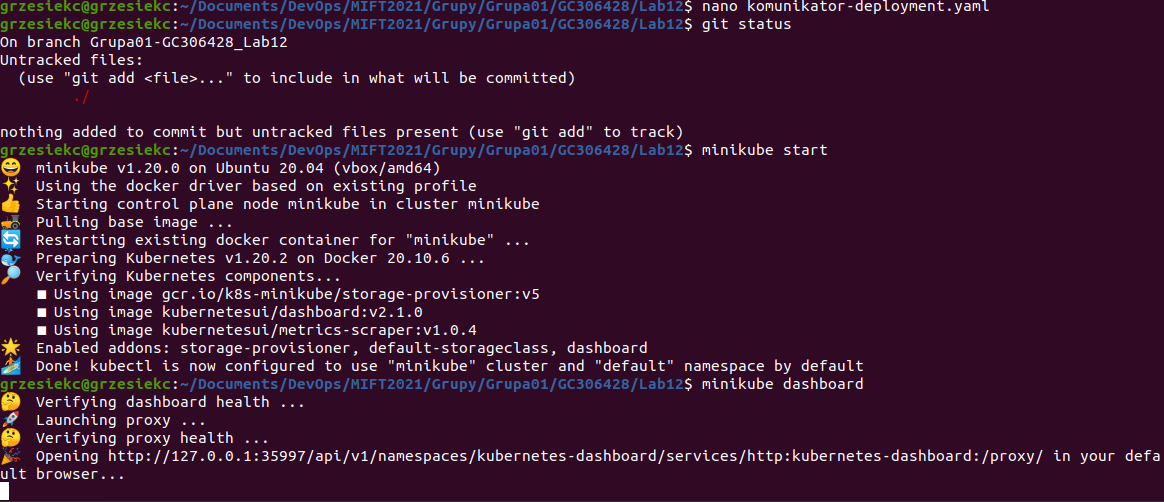 grzesiekc@grzesiekc:~/Documents/DevOps/MIFT2021/Grupy/Grupa01/GC306428/Lab12$ nano komunikator-deployment.yaml
grzesiekc@grzesiekc:~/Documents/DevOps/MIFT2021/Grupy/Grupa01/GC306428/Lab12$ git status
On branch Grupa01-GC306428_Lab12
Untracked files:
  (use "git add <file>..." to include in what will be committed)
        ./

nothing added to commit but untracked files present (use "git add" to track)
grzesiekc@grzesiekc:~/Documents/DevOps/MIFT2021/Grupy/Grupa01/GC306428/Lab12$ minikube start
😄  minikube v1.20.0 on Ubuntu 20.04 (vbox/amd64)
✨  Using the docker driver based on existing profile
👍  Starting control plane node minikube in cluster minikube
🚜  Pulling base image ...
🔄  Restarting existing docker container for "minikube" ...
🐳  Preparing Kubernetes v1.20.2 on Docker 20.10.6 ...
🔎  Verifying Kubernetes components...
    ▪ Using image gcr.io/k8s-minikube/storage-provisioner:v5
    ▪ Using image kubernetesui/dashboard:v2.1.0
    ▪ Using image kubernetesui/metrics-scraper:v1.0.4
🌟  Enabled addons: storage-provisioner, default-storageclass, dashboard
🏄  Done! kubectl is now configured to use "minikube" cluster and "default" namespace by default
grzesiekc@grzesiekc:~/Documents/DevOps/MIFT2021/Grupy/Grupa01/GC306428/Lab12$ minikube dashboard
🤔  Verifying dashboard health ...
🚀  Launching proxy ...
🤔  Verifying proxy health ...
🎉  Opening http://127.0.0.1:35997/api/v1/namespaces/kubernetes-dashboard/services/http:kubernetes-dashboard:/proxy/ in your defa
ult browser...